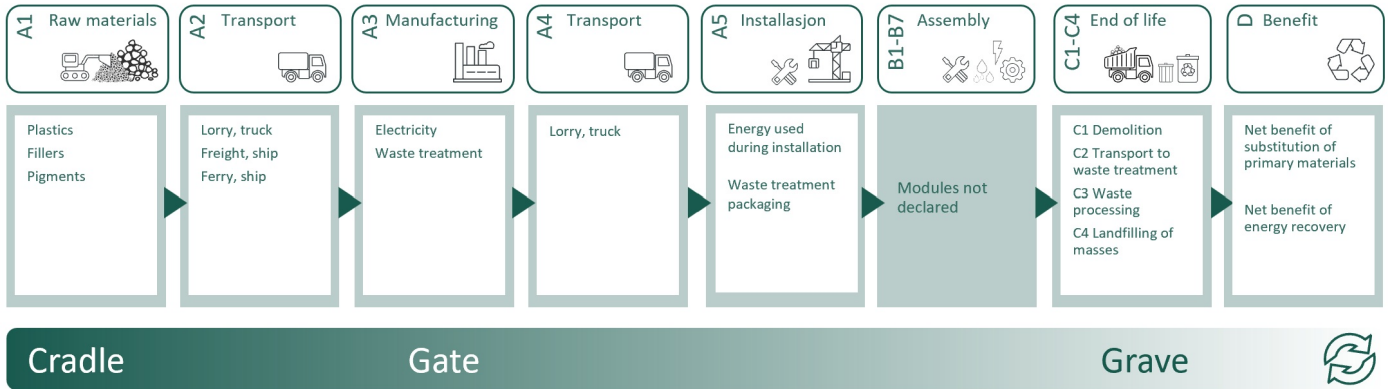 A1 Raw materials
A2 Transport
A3 Manufacturing
A4 Transport
A5 Installasjon
B1-B7 Assembly
C1-C4 End of life
D Benefit
Plastics
Fillers
Pigments
Lorry, truck
Freight, ship
Ferry, ship
Electricity
Waste treatment
Lorry, truck
Energy used
during installation
Waste treatment
packaging
Modules not
declared
C1 Demolition
C2 Transport to
waste treatment
C3 Waste
processing
C4 Landfilling of
masses
Net benefit of
substitution of
primary materials
Net benefit of
energy recovery
Cradle
Gate
Grave